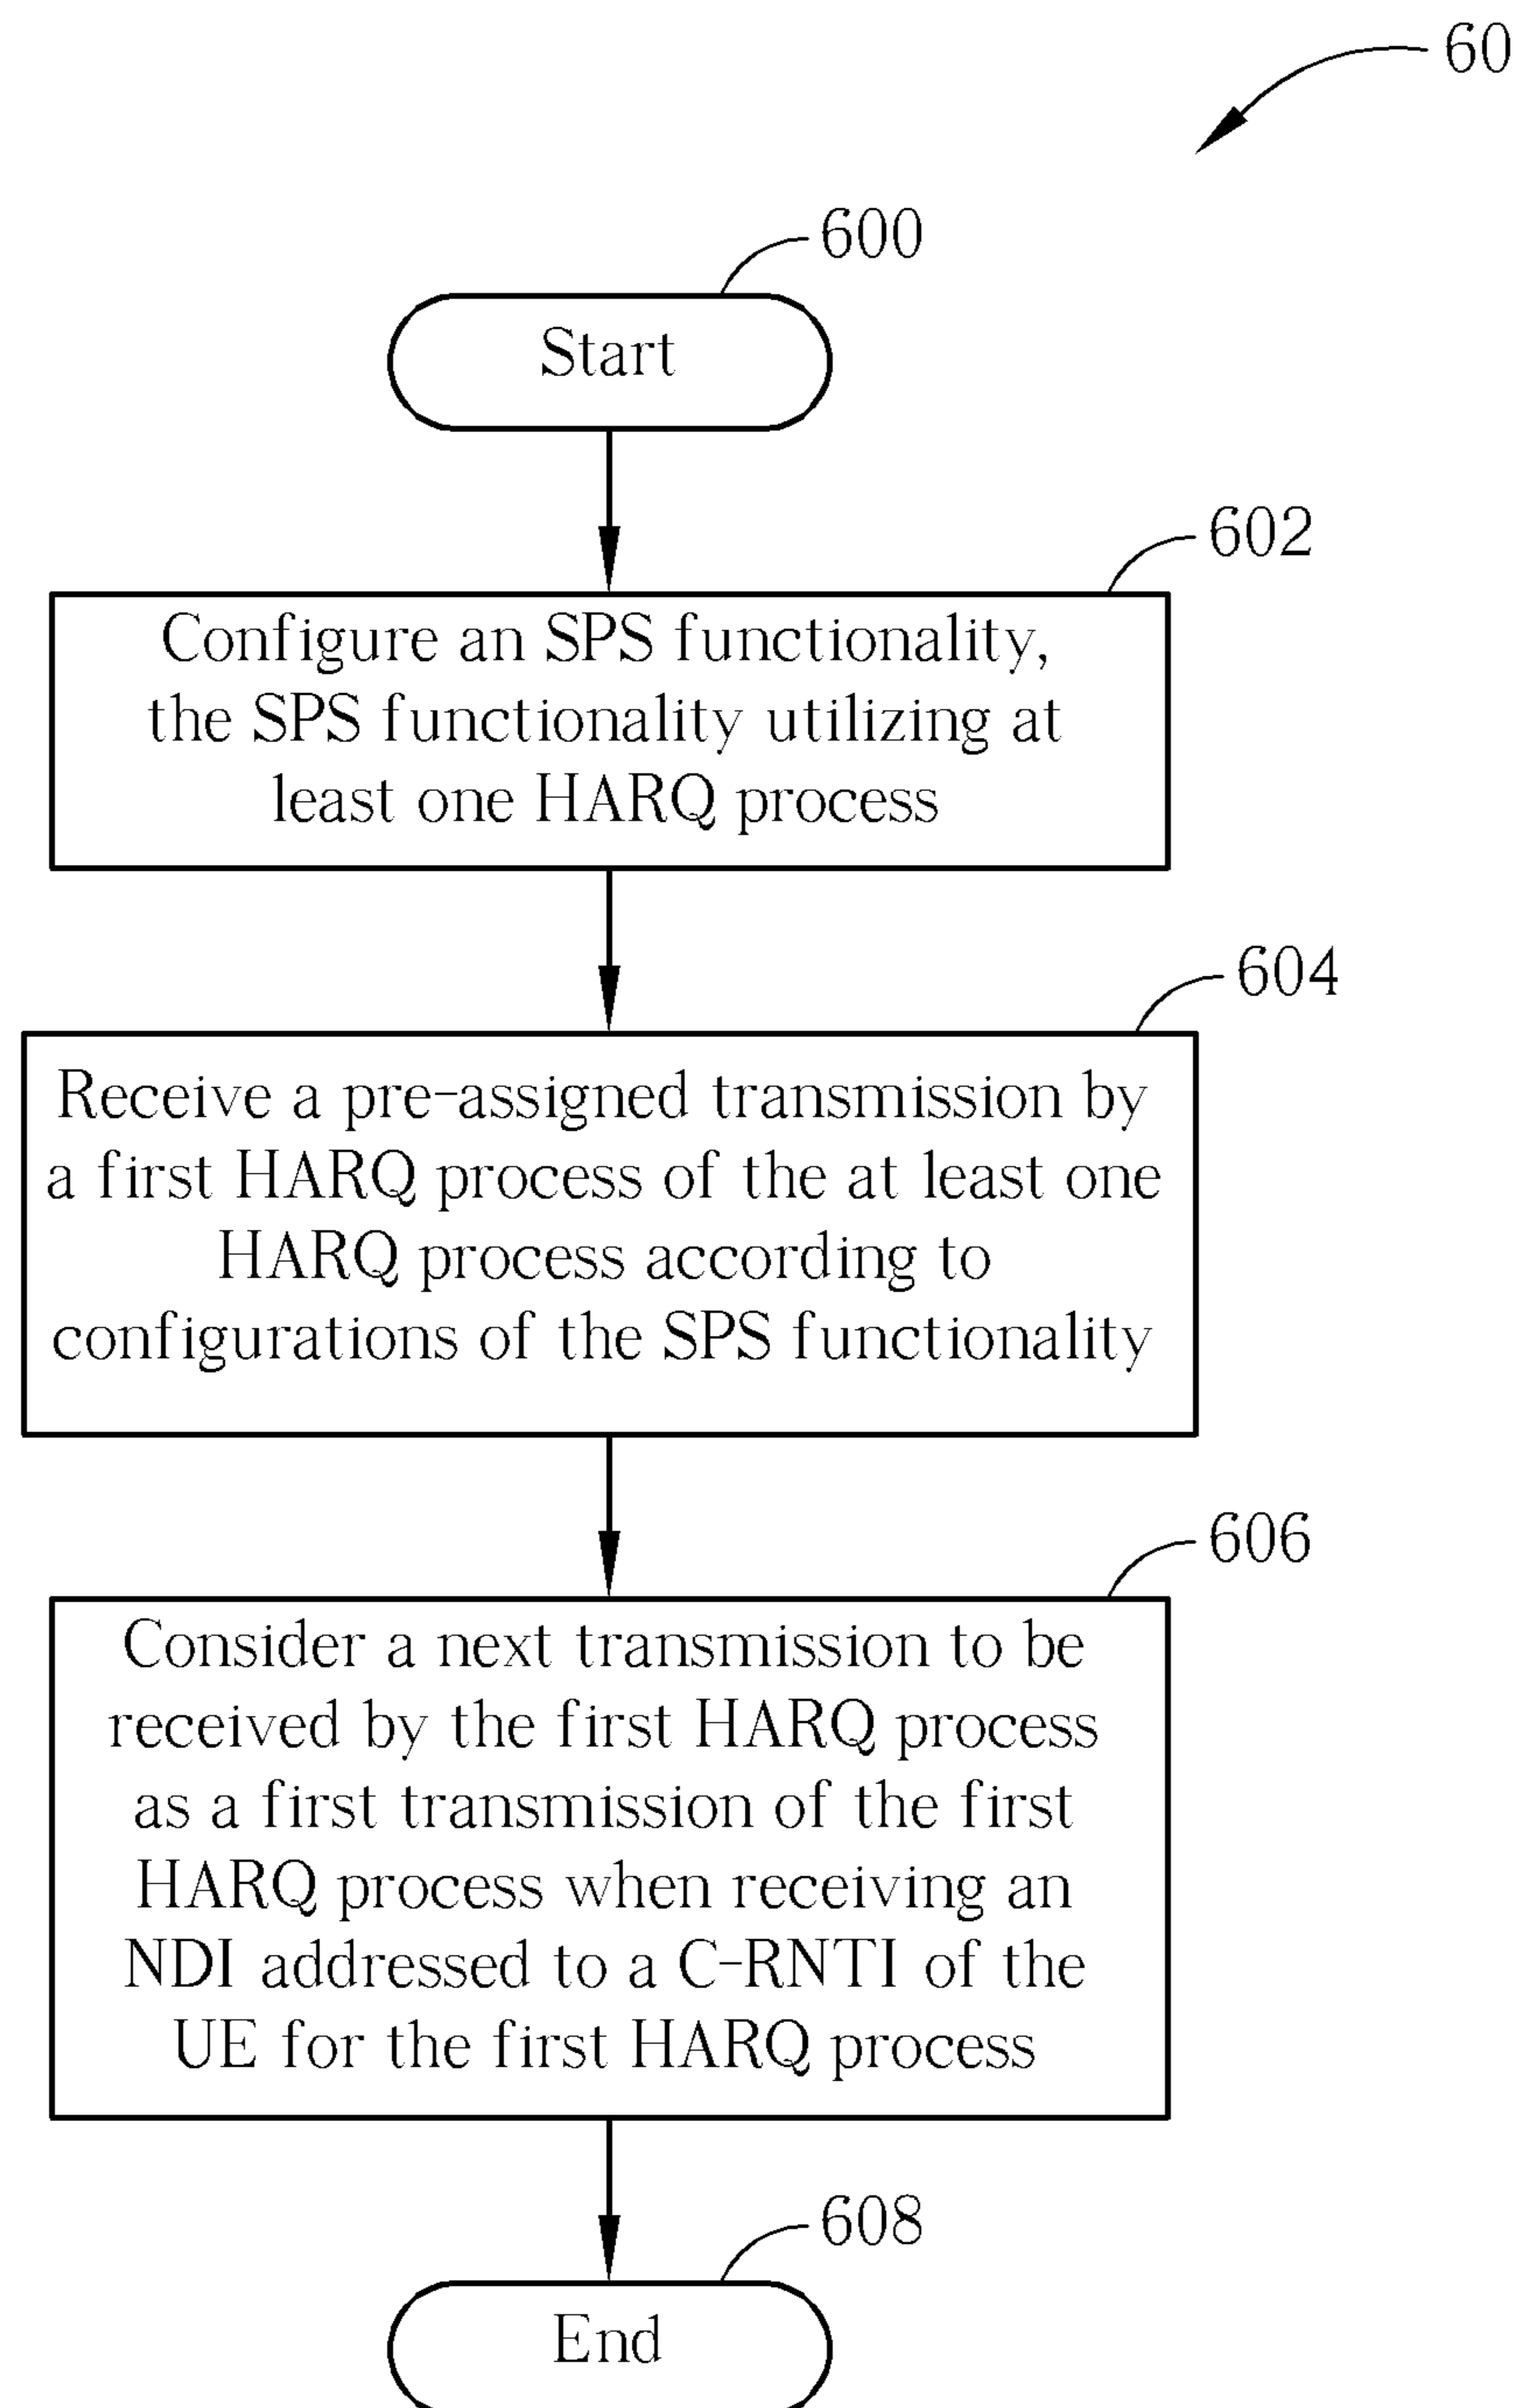 60
600
Start
602
Configure an SPS functionality,
the SPS functionality utilizing at
least one HARQ process
604
Receive a pre-assigned transmission by
a first HARQ process of the at least one
HARQ process according to
configurations of the SPS functionality
606
Consider a next transmission to be
received by the first HARQ process
as a first transmission of the first
HARQ process when receiving an
NDI addressed to a C-RNTI of the
UE for the first HARQ process
608
End